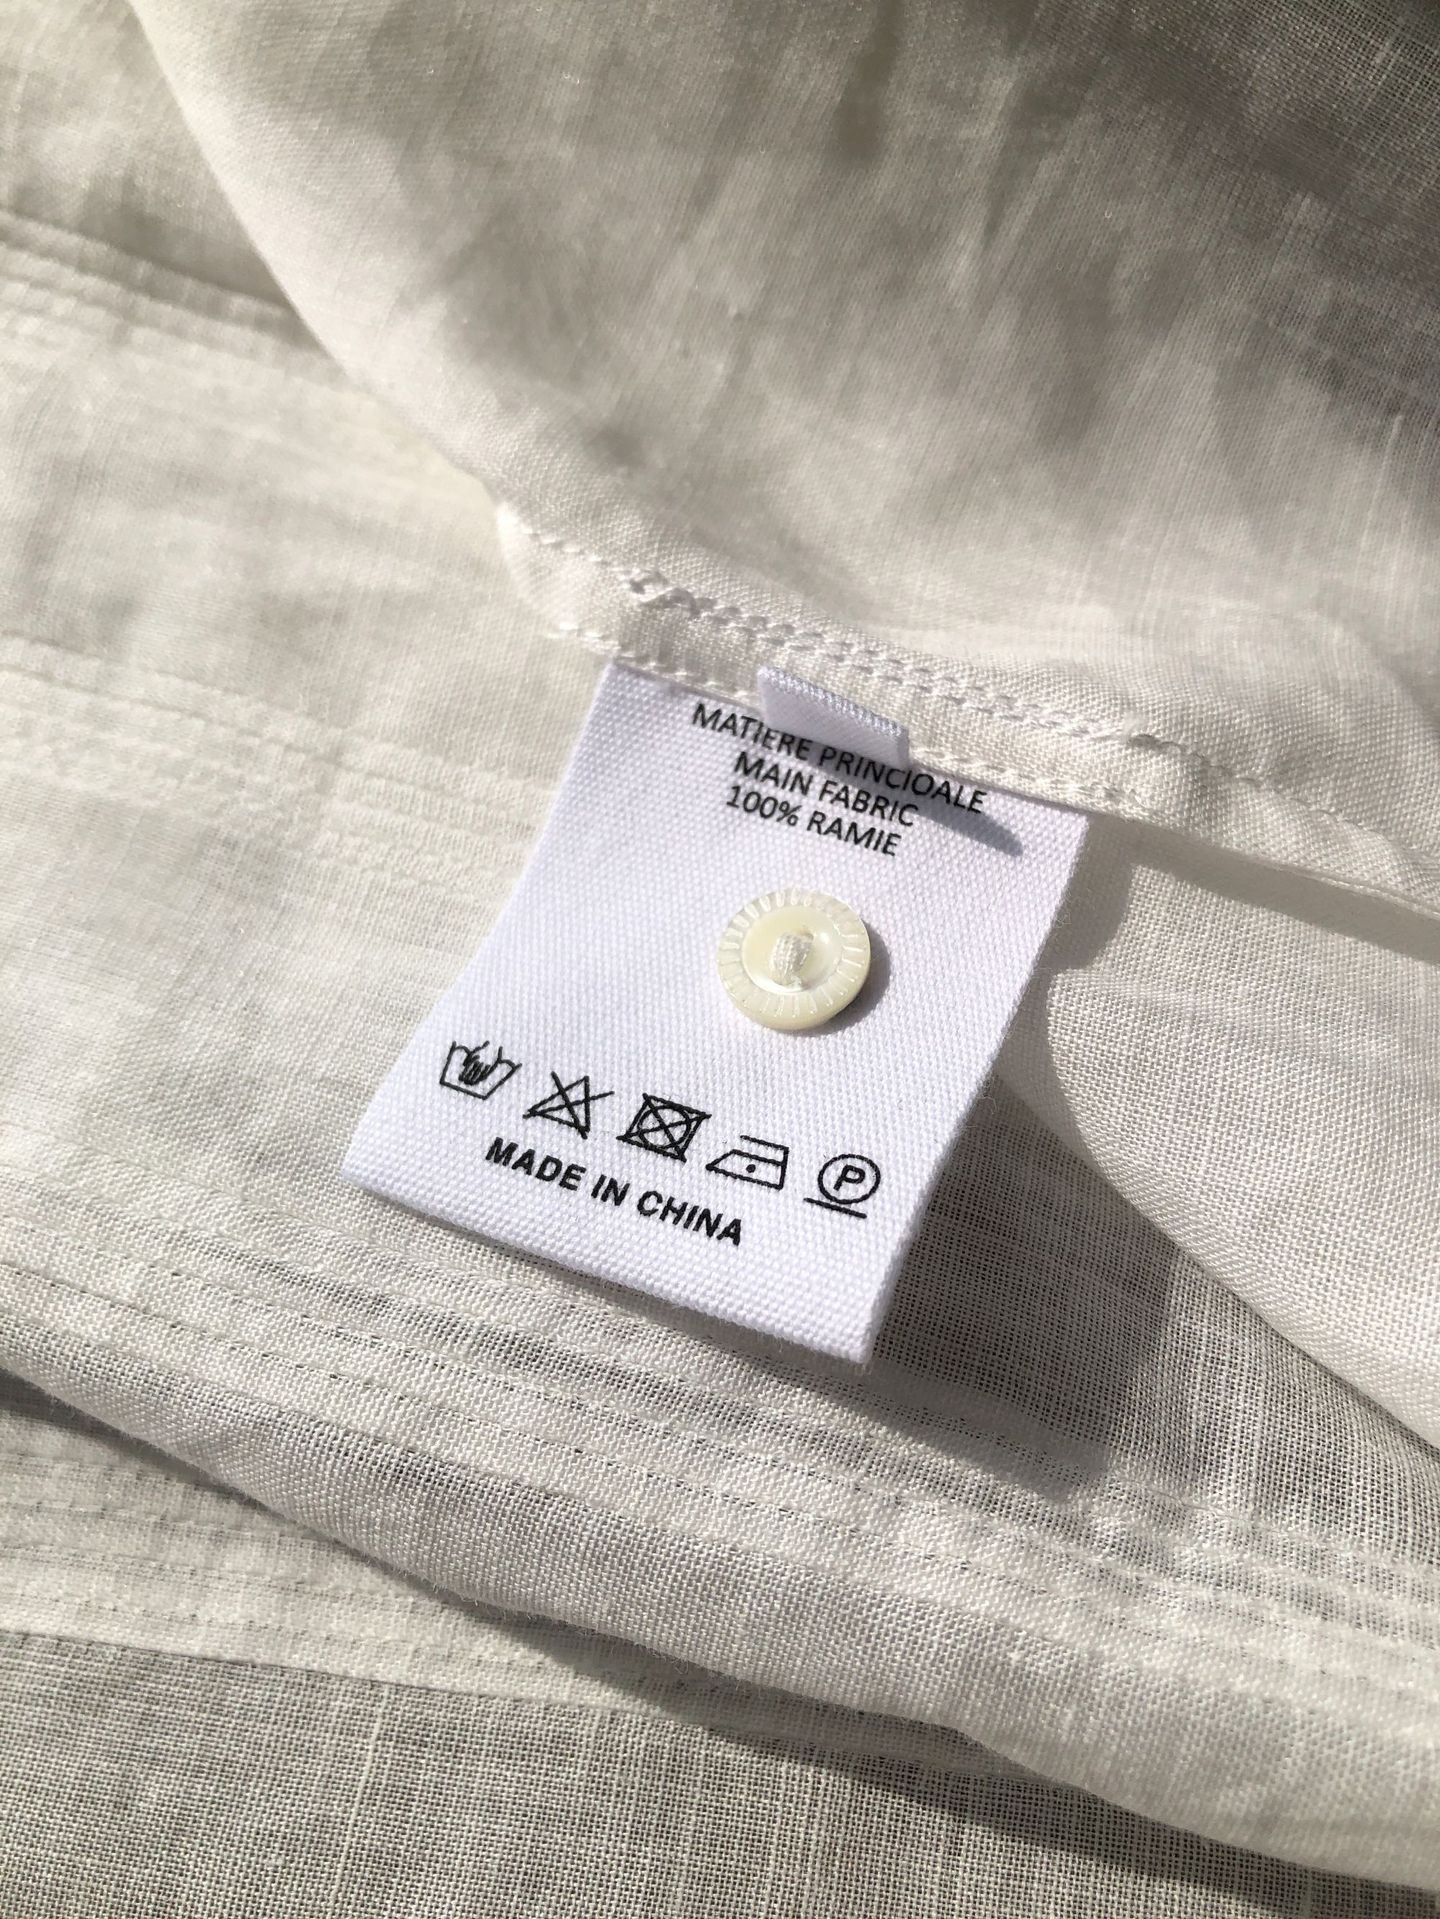 MATIERE PRINCIOALE
MAIN FABRIC
100% RAMIE
P
MADE IN CHINA